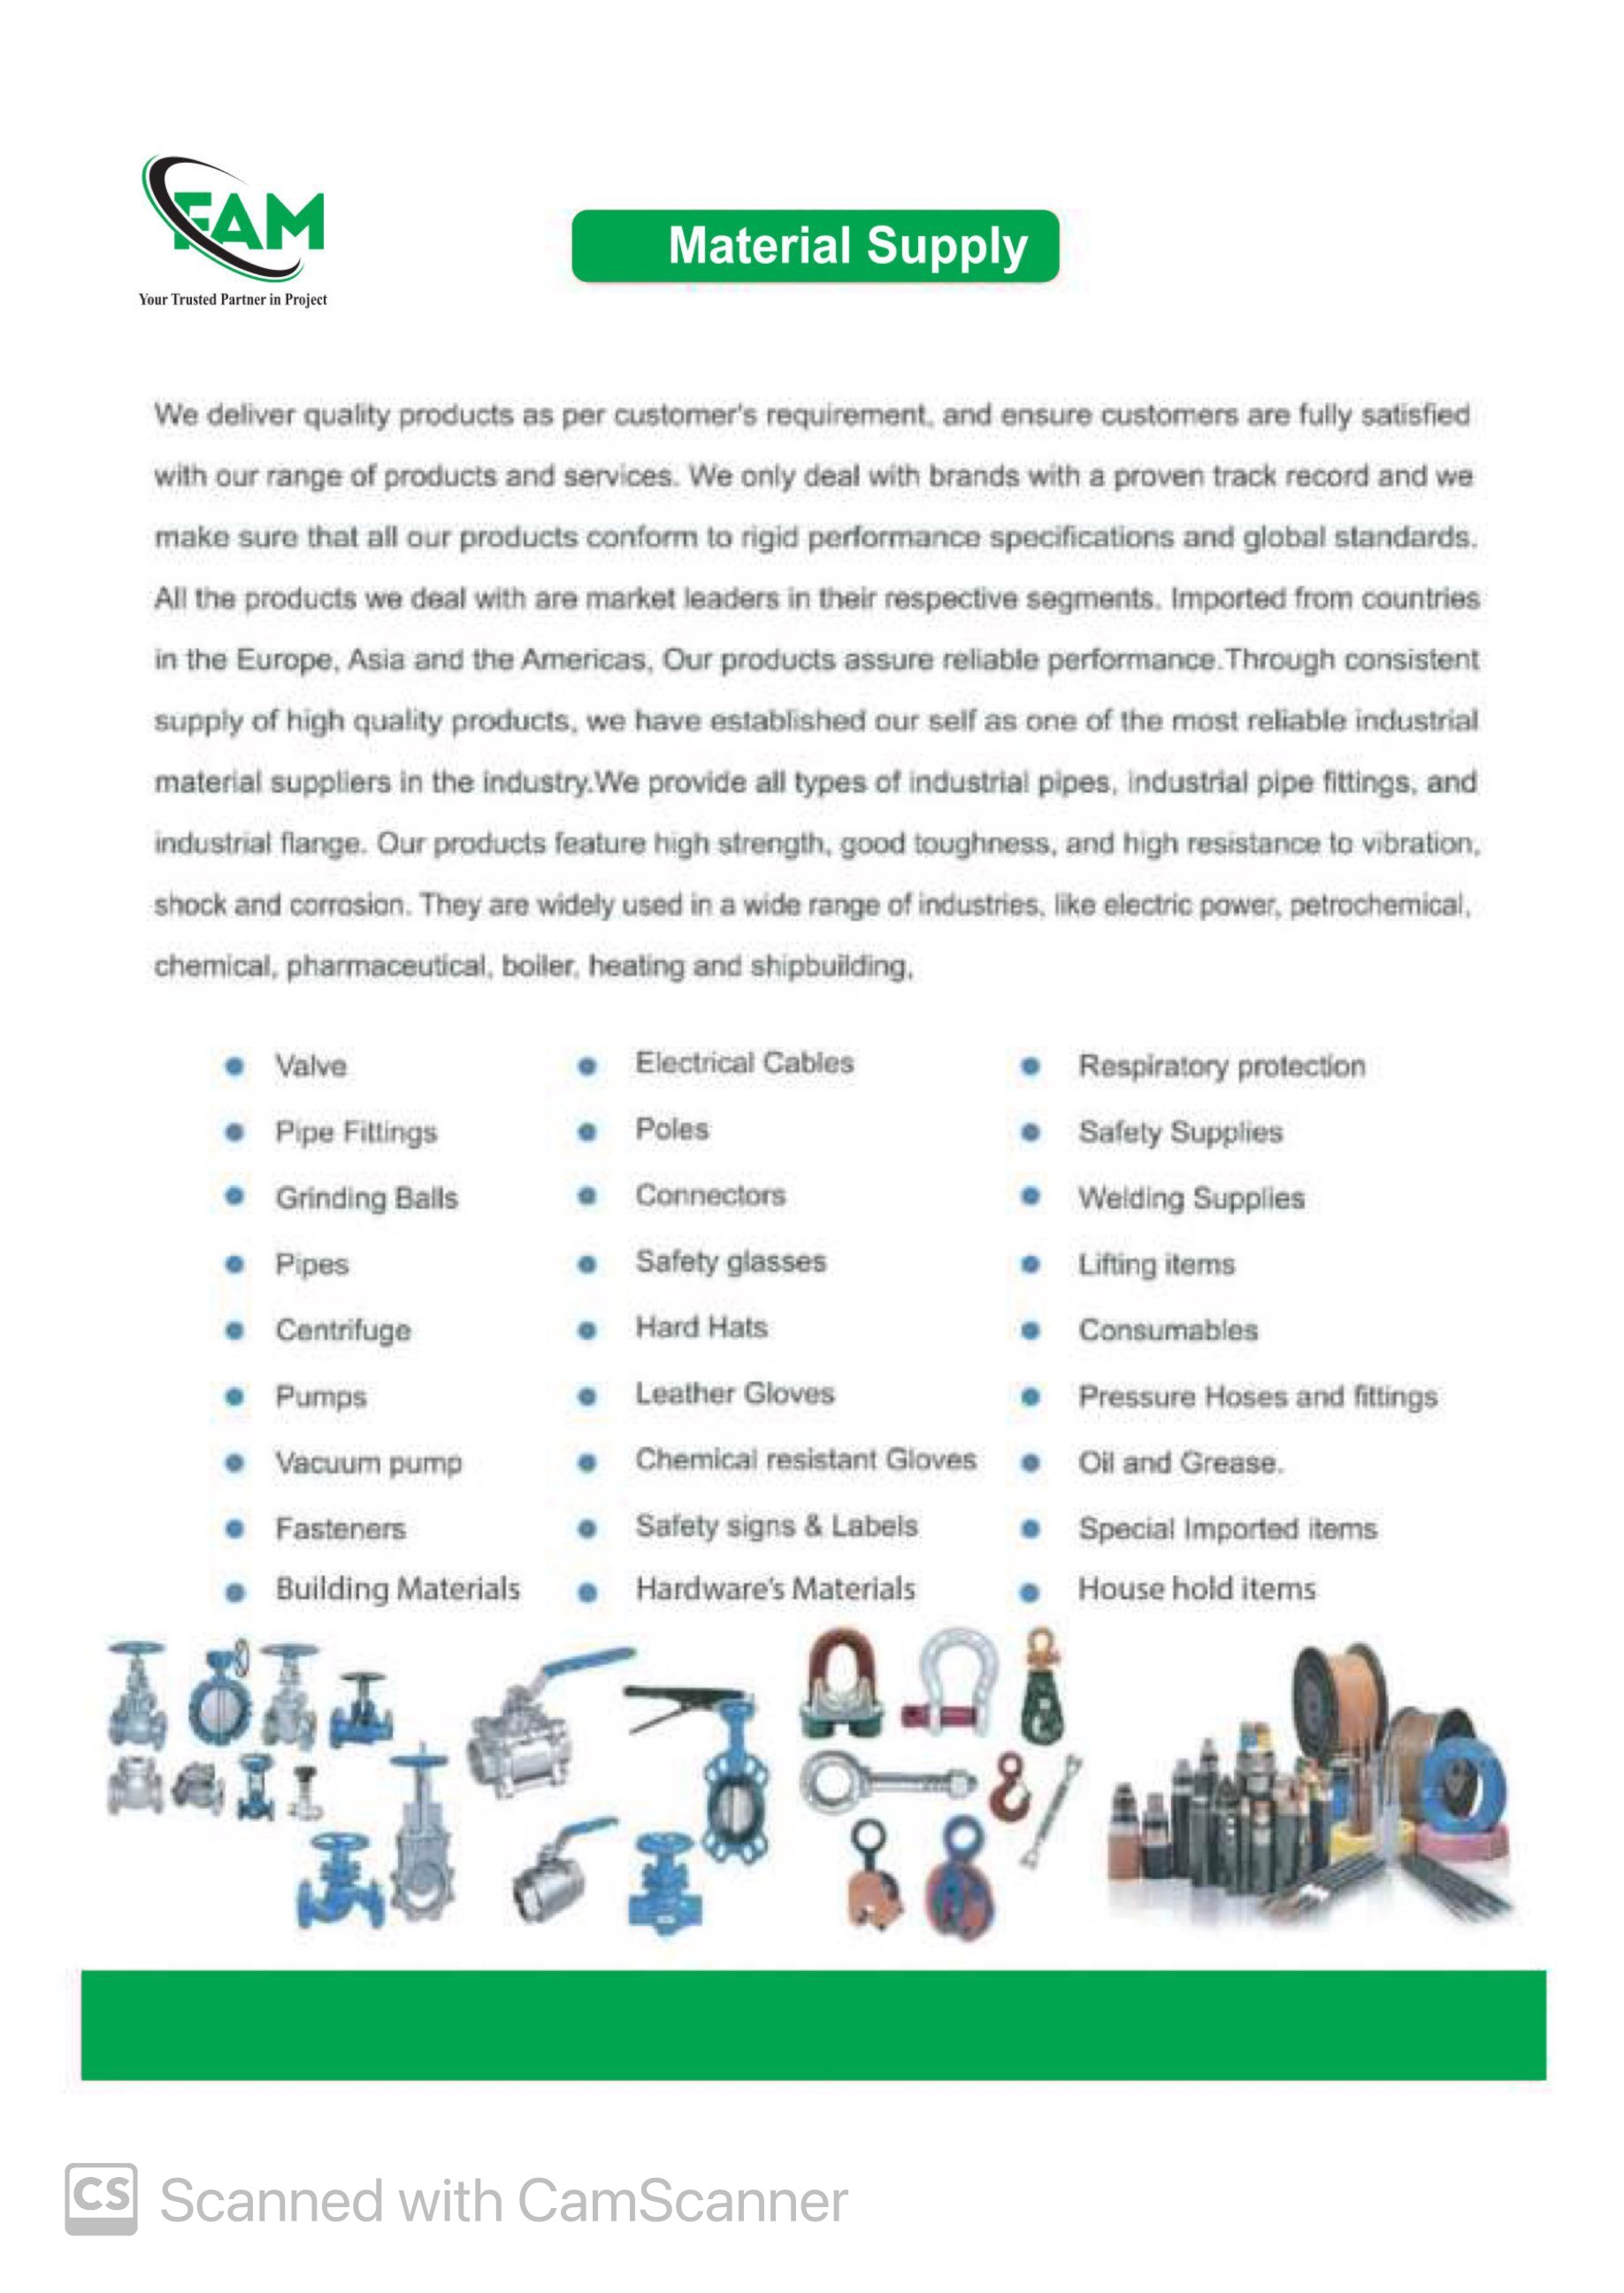 FAM
Your Trusted Partner in Project
Material Supply
We deliver quality products as per customer's requirement, and ensure customers are fully satisfied
with our range of products and services. We only deal with brands with a proven track record and we
make sure that all our products conform to rigid performance specifications and global standards.
All the products we deal with are market leaders in their respective segments. Imported from countries
in the Europe, Asia and the Americas, Our products assure reliable performance.Through consistent
supply of high quality products, we have established our self as one of the most reliable industrial
material suppliers in the industry.We provide all types of industrial pipes, industrial pipe fittings, and
industrial flange. Our products feature high strength, good toughness, and high resistance to vibration,
shock and corrosion. They are widely used in a wide range of industries, like electric power, petrochemical,
chemical, pharmaceutical, boiler, heating and shipbuilding,
Valve
Pipe Fittings
Grinding Balls
Pipes
Centrifuge
Pumps
Vacuum pump
Fasteners
Building Materials
Electrical Cables
Poles
Connectors
Safety glasses
Hard Hats
Leather Gloves
Chemical resistant Gloves
Safety signs & Labels
Hardware's Materials
Respiratory protection
Safety Supplies
Welding Supplies
Lifting items
Consumables
Pressure Hoses and fittings
Oil and Grease.
Special Imported items
House hold items
CS Scanned with CamScanner